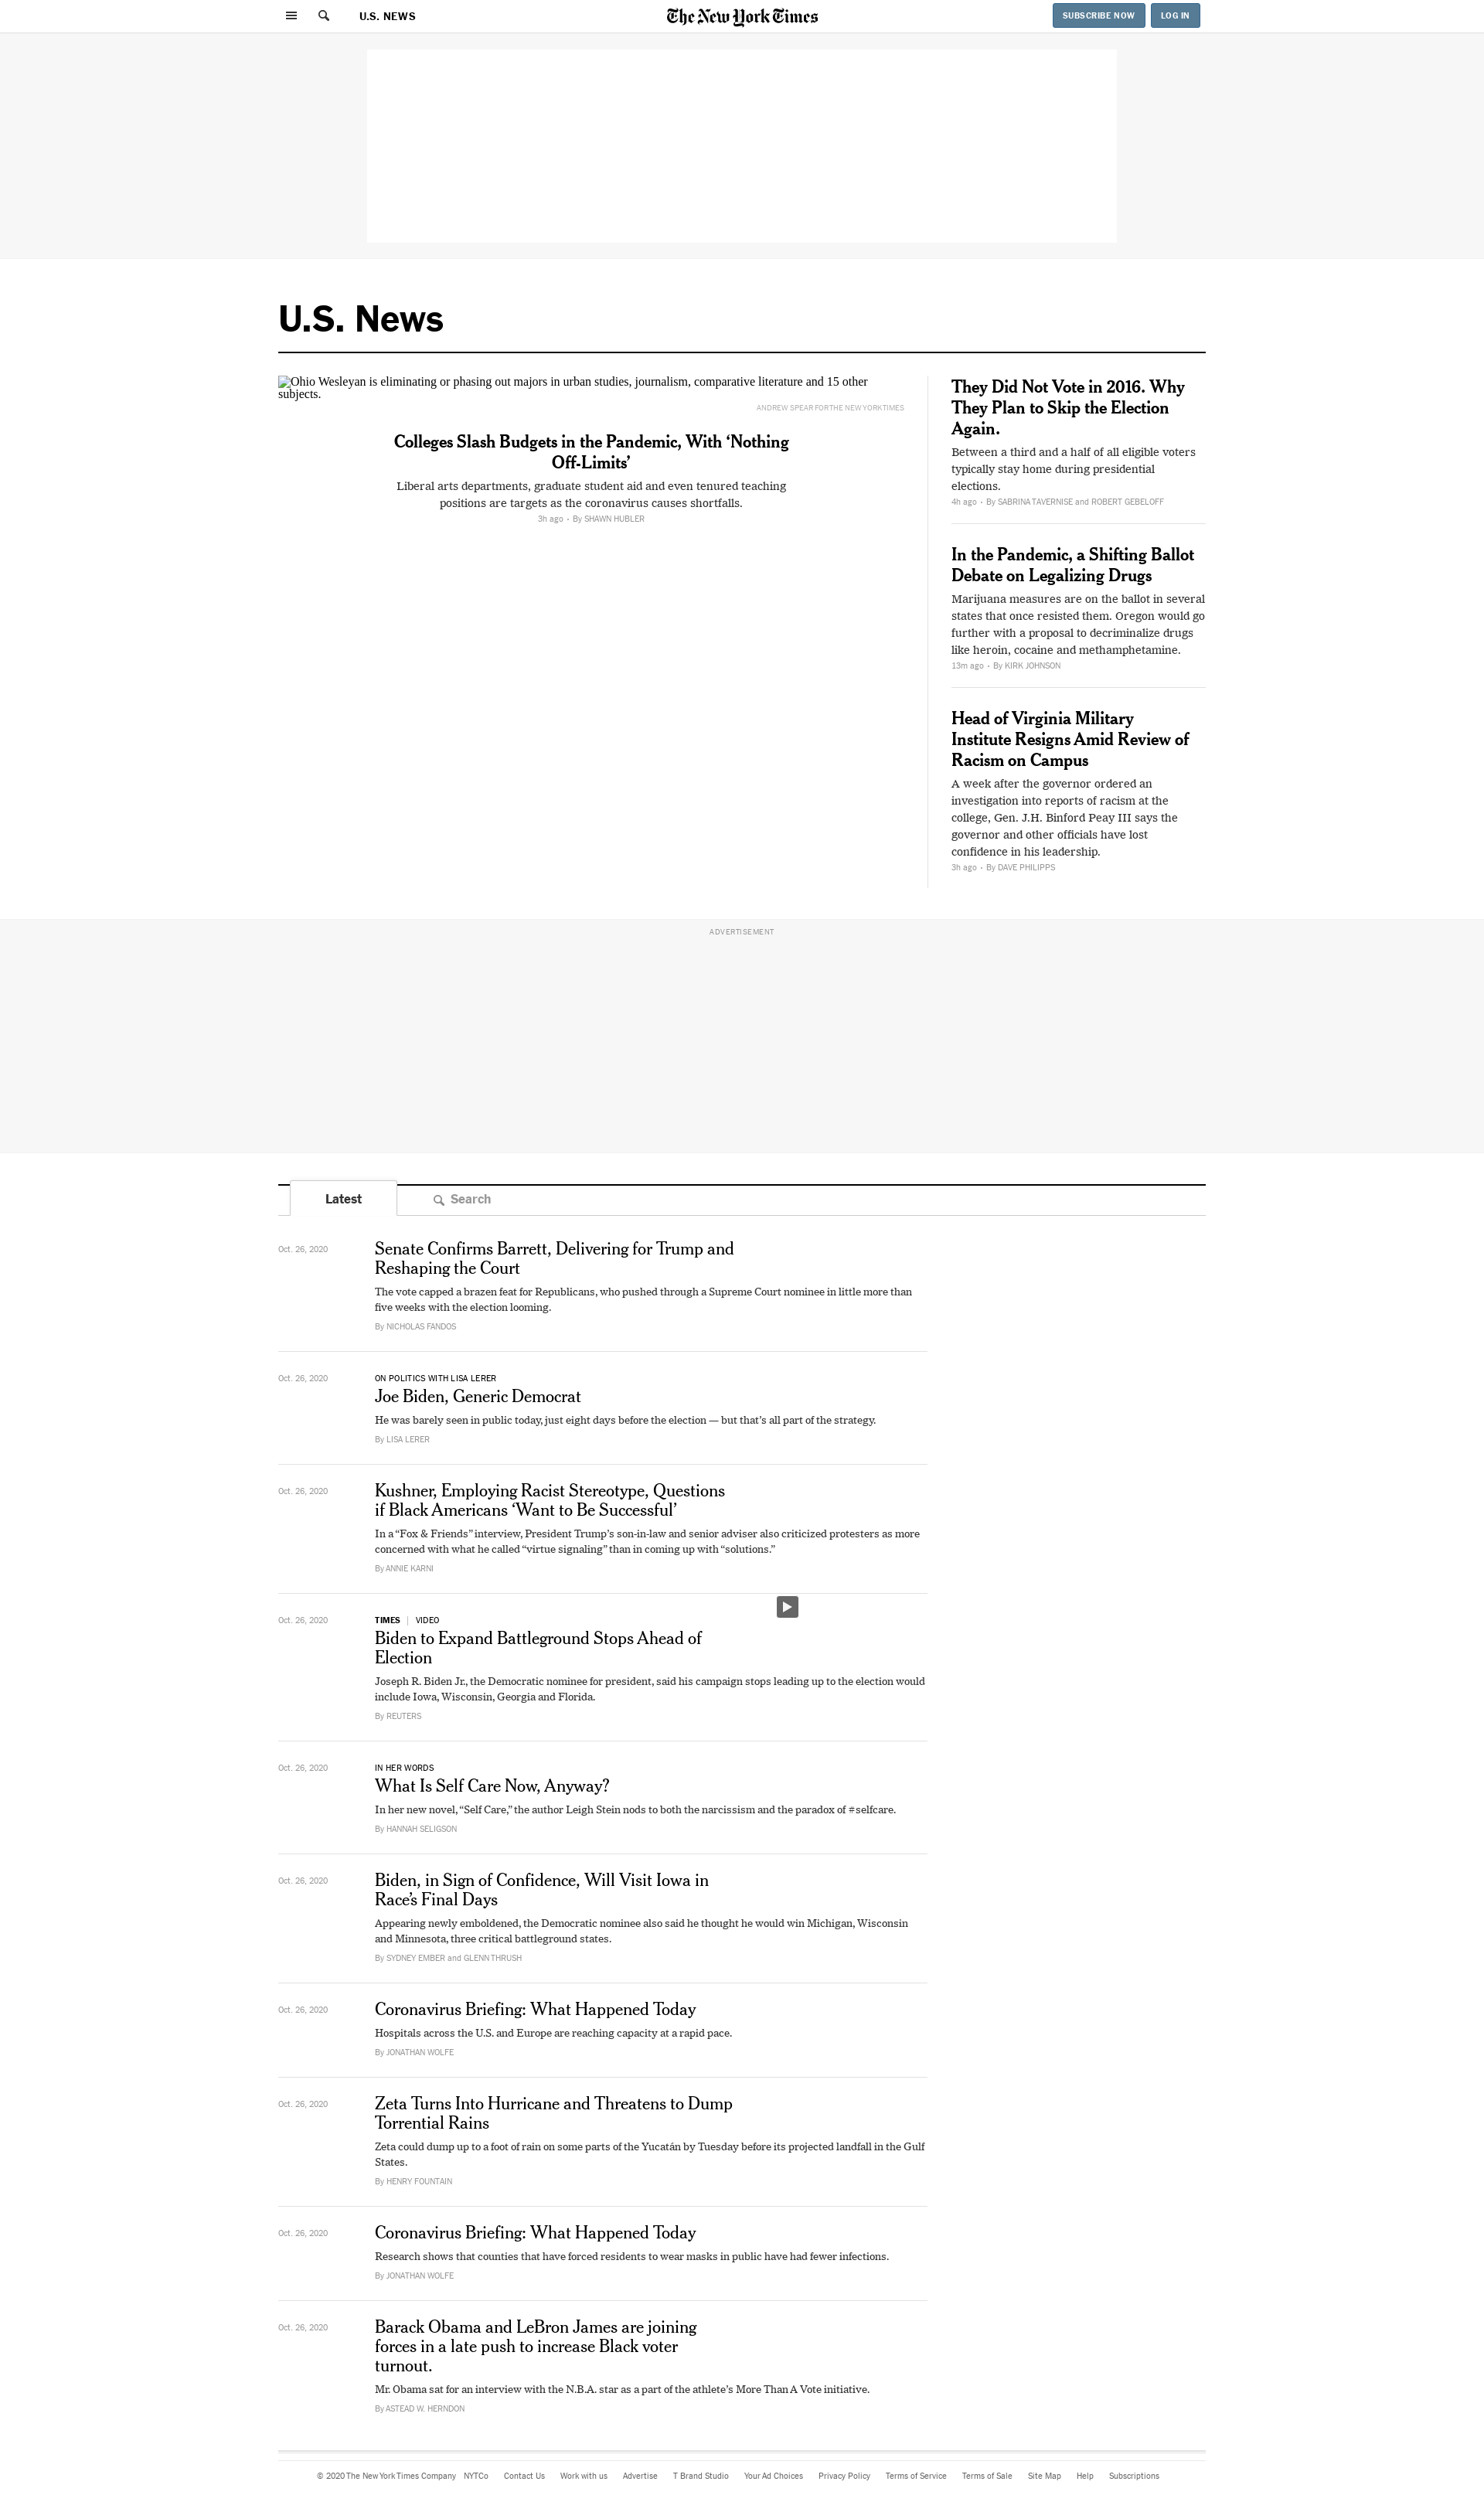 U.S. NEWS
The New York Times
SUBSCRIBE NOW
LOG IN
U.S. News
Ohio Wesleyan is eliminating or phasing out majors in urban studies, journalism, comparative literature and 15 other
subjects.
ANDREW SPEAR FOR THE NEW YORK TIMES
Colleges Slash Budgets in the Pandemic, With ‘Nothing
Off-Limits’
Liberal arts departments, graduate student aid and even tenured teaching
positions are targets as the coronavirus causes shortfalls.
3h ago • By SHAWN HUBLER
They Did Not Vote in 2016. Why
They Plan to Skip the Election
Again.
Between a third and a half of all eligible voters
typically stay home during presidential
elections.
4h ago • By SABRINA TAVERNISE and ROBERT GEBELOFF
In the Pandemic, a Shifting Ballot
Debate on Legalizing Drugs
Marijuana measures are on the ballot in several
states that once resisted them. Oregon would go
further with a proposal to decriminalize drugs
like heroin, cocaine and methamphetamine.
13m ago • By KIRK JOHNSON
Head of Virginia Military
Institute Resigns Amid Review of
Racism on Campus
A week after the governor ordered an
investigation into reports of racism at the
college, Gen. J.H. Binford Peay III says the
governor and other officials have lost
confidence in his leadership.
3h ago • By DAVE PHILIPPS
ADVERTISEMENT
Latest
Search
Oct. 26, 2020
Senate Confirms Barrett, Delivering for Trump and
Reshaping the Court
The vote capped a brazen feat for Republicans, who pushed through a Supreme Court nominee in little more than
five weeks with the election looming.
By NICHOLAS FANDOS
Oct. 26, 2020
ON POLITICS WITH LISA LERER
Joe Biden, Generic Democrat
He was barely seen in public today, just eight days before the election — but that’s all part of the strategy.
By LISA LERER
Oct. 26, 2020
Kushner, Employing Racist Stereotype, Questions
if Black Americans ‘Want to Be Successful’
In a “Fox & Friends” interview, President Trump’s son-in-law and senior adviser also criticized protesters as more
concerned with what he called “virtue signaling” than in coming up with “solutions.”
By ANNIE KARNI
Oct. 26, 2020
TIMES | VIDEO
Biden to Expand Battleground Stops Ahead of
Election
Joseph R. Biden Jr., the Democratic nominee for president, said his campaign stops leading up to the election would
include Iowa, Wisconsin, Georgia and Florida.
By REUTERS
Oct. 26, 2020
IN HER WORDS
What Is Self Care Now, Anyway?
In her new novel, “Self Care,” the author Leigh Stein nods to both the narcissism and the paradox of #selfcare.
By HANNAH SELIGSON
Oct. 26, 2020
Biden, in Sign of Confidence, Will Visit Iowa in
Race’s Final Days
Appearing newly emboldened, the Democratic nominee also said he thought he would win Michigan, Wisconsin
and Minnesota, three critical battleground states.
By SYDNEY EMBER and GLENN THRUSH
Oct. 26, 2020
Coronavirus Briefing: What Happened Today
Hospitals across the U.S. and Europe are reaching capacity at a rapid pace.
By JONATHAN WOLFE
Oct. 26, 2020
Zeta Turns Into Hurricane and Threatens to Dump
Torrential Rains
Zeta could dump up to a foot of rain on some parts of the Yucatán by Tuesday before its projected landfall in the Gulf
States.
By HENRY FOUNTAIN
Oct. 26, 2020
Coronavirus Briefing: What Happened Today
Research shows that counties that have forced residents to wear masks in public have had fewer infections.
By JONATHAN WOLFE
Oct. 26, 2020
Barack Obama and LeBron James are joining
forces in a late push to increase Black voter
turnout.
Mr. Obama sat for an interview with the N.B.A. star as a part of the athlete’s More Than A Vote initiative.
By ASTEAD W. HERNDON
© 2020 The New York Times Company NYTCo Contact Us Work with us Advertise T Brand Studio Your Ad Choices Privacy Policy Terms of Service Terms of Sale Site Map Help Subscriptions